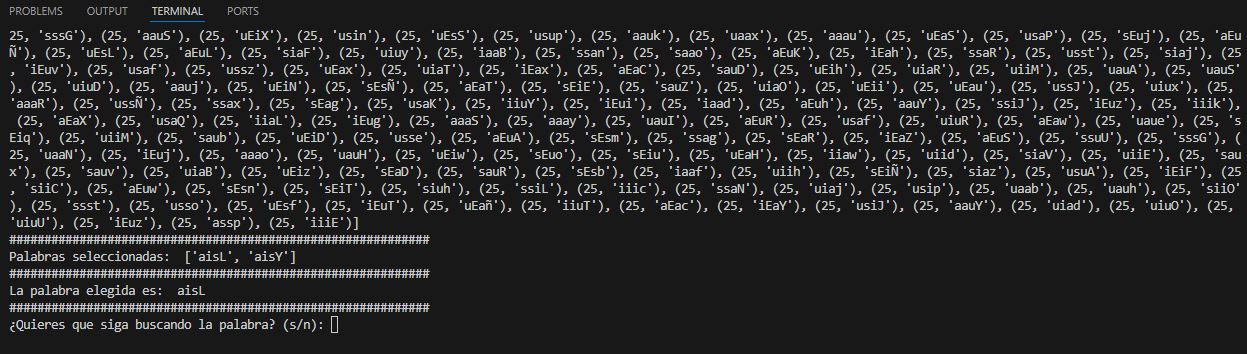 PROBLEMS OUTPUT TERMINAL PORTS
25, 'sssG'), (25, 'aauS'), (25, 'uEiX'), (25, 'usin'), (25, 'uEsS'), (25, 'usup'), (25, 'aauk'), (25, 'uaax'), (25, 'aaau'), (25, 'uEaS'), (25, 'usaP'), (25, 'sEuj'), (25, 'aEu
Ñ'), (25, 'uEsL'), (25, 'aEuL'), (25, 'siaF'), (25, 'uiuy'), (25, 'iaaB'), (25, 'ssan'), (25, 'saao'), (25, 'aEuK'), (25, 'iEah'), (25, 'ssaR'), (25, 'usst'), (25, 'siaj'), (25
, 'iEuv'), (25, 'usaf'), (25, 'ussz'), (25, 'uEax'), (25, 'uiaT'), (25, 'iEax'), (25, 'aEaC'), (25, 'sauD'), (25, 'uEih'), (25, 'uiaR'), (25, 'uiiM'), (25, 'uauA'), (25, 'uauS'
), (25, 'uiuD'), (25, 'aauj'), (25, 'uEiN'), (25, 'sEsÑ'), (25, 'aEaT'), (25, 'sEiE'), (25, 'sauZ'), (25, 'uiaO'), (25, 'uEii'), (25, 'uEau'), (25, 'ussJ'), (25, 'uiux'), (25,
'aaaR'), (25, 'ussÑ'), (25, 'ssax'), (25, 'sEag'), (25, 'usaK'), (25, 'iiuY'), (25, 'iEui'), (25, 'iaad'), (25, 'aEuh'), (25, 'aauY'), (25, 'ssiJ'), (25, 'iEuz'), (25, 'iiik'),
(25, 'aEaX'), (25, 'usaQ'), (25, 'iiaL'), (25, 'iEug'), (25, 'aaaS'), (25, 'aaay'), (25, 'uauI'), (25, 'aEuR'), (25, 'usaf'), (25, 'uiuR'), (25, 'aEaw'), (25, 'uaue'), (25, 's
Eiq'), (25, 'uiiM'), (25, 'saub'), (25, 'uEiD'), (25, 'usse'), (25, 'aEuA'), (25, 'sEsm'), (25, 'ssag'), (25, 'sEaR'), (25, 'iEaZ'), (25, 'aEuS'), (25, 'ssuU'), (25, 'sssG'), (
25, 'uaaN'), (25, 'iEuj'), (25, 'aaao'), (25, 'uauH'), (25, 'uEiw'), (25, 'sEuo'), (25, 'sEiu'), (25, 'uEaH'), (25, 'iiaw'), (25, 'uiid'), (25, 'siaV'), (25, 'uiiE'), (25, 'sau
x'), (25, 'sauv'), (25, 'uiaB'), (25, 'uEiz'), (25, 'sEaD'), (25, 'sauR'), (25, 'sEsb'), (25, 'iaaf'), (25, 'uiih'), (25, 'sEiÑ'), (25, 'siaz'), (25, 'usuA'), (25, 'iEiF'), (25
, 'siiC'), (25, 'aEuw'), (25, 'sEsn'), (25, 'sEiT'), (25, 'siuh'), (25, 'ssiL'), (25, 'iiic'), (25, 'ssaN'), (25, 'uiaj'), (25, 'usip'), (25, 'uaab'), (25, 'uauh'), (25, 'siiO'
), (25, 'ssst'), (25, 'usso'), (25, 'uEsf'), (25, 'iEuT'), (25, 'uEañ'), (25, 'iiuT'), (25, 'aEac'), (25, 'iEaY'), (25, 'usiJ'), (25, 'aauY'), (25, 'uiad'), (25, 'uiuO'), (25,
'uiuU'), (25, 'iEuz'), (25, 'assp'), (25, 'iiiE')]
############################################################
Palabras seleccionadas:  ['aisL', 'aisY']
############################################################
La palabra elegida es:  aisL
############################################################
¿Quieres que siga buscando la palabra? (s/n):